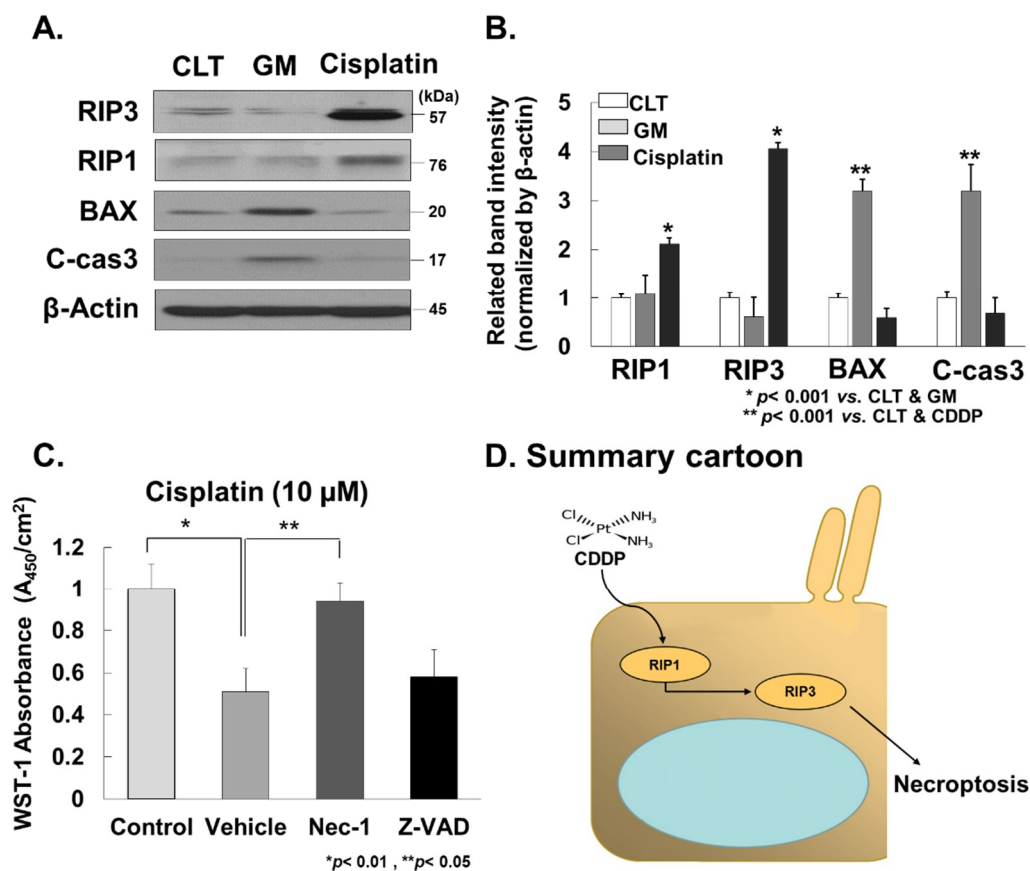 A.
CLT GM Cisplatin
(kDa)
RIP3 57
RIP1 76
BAX 20
C-cas3 17
β-Actin 45
B.
Related band intensity
(normalized by β-actin)
5
4
3
2
1
0
CLT
GM
Cisplatin
* * ** **
RIP1 RIP3 BAX C-cas3
* p< 0.001 vs. CLT & GM
** p< 0.001 vs. CLT & CDDP
C.
Cisplatin (10 μM)
* **
WST-1 Absorbance (A450/cm²)
1.2
1
0.8
0.6
0.4
0.2
0
Control Vehicle Nec-1 Z-VAD
*p< 0.01 , **p< 0.05
D. Summary cartoon
Cl NH3
Pt
Cl NH3
CDDP
RIP1
RIP3
Necroptosis